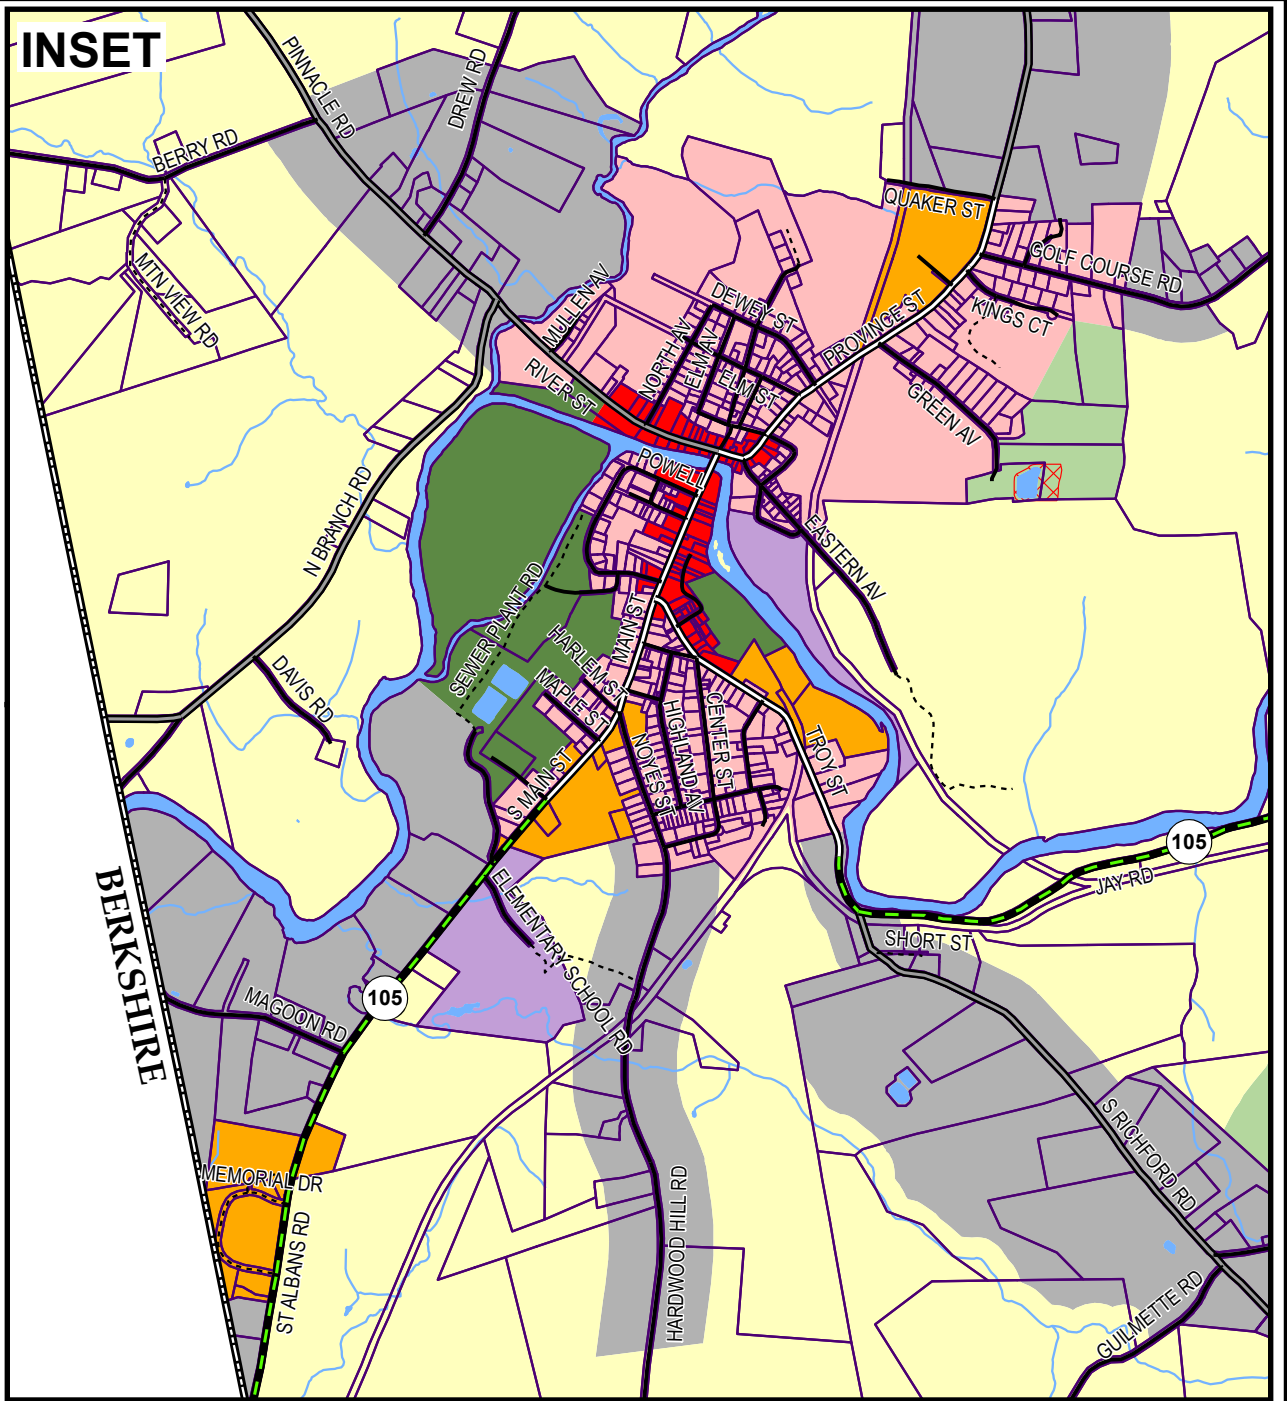 INSET
PINNACLE RD
DREW RD
BERRY RD
QUAKER ST
GOLF COURSE RD
MTN VIEW RD
MULLEN AV
DEWEY ST
KINGS CT
PROVINCE ST
NORTH AV
ELM AV
RIVER ST
ELM ST
GREEN AV
POWELL
N BRANCH RD
EASTERN AV
SEWER PLANT RD
MAIN ST
HARLEM ST
DAVIS RD
MAPLE ST
HIGHLAND AV
CENTER ST
TROY ST
NOYES ST
S MAIN ST
105
JAY RD
BERKSHIRE
ELEMENTARY SCHOOL RD
SHORT ST
105
MAGOON RD
S RICHFORD RD
MEMORIAL DR
HARDWOOD HILL RD
ST ALBANS RD
GUILMETTE RD